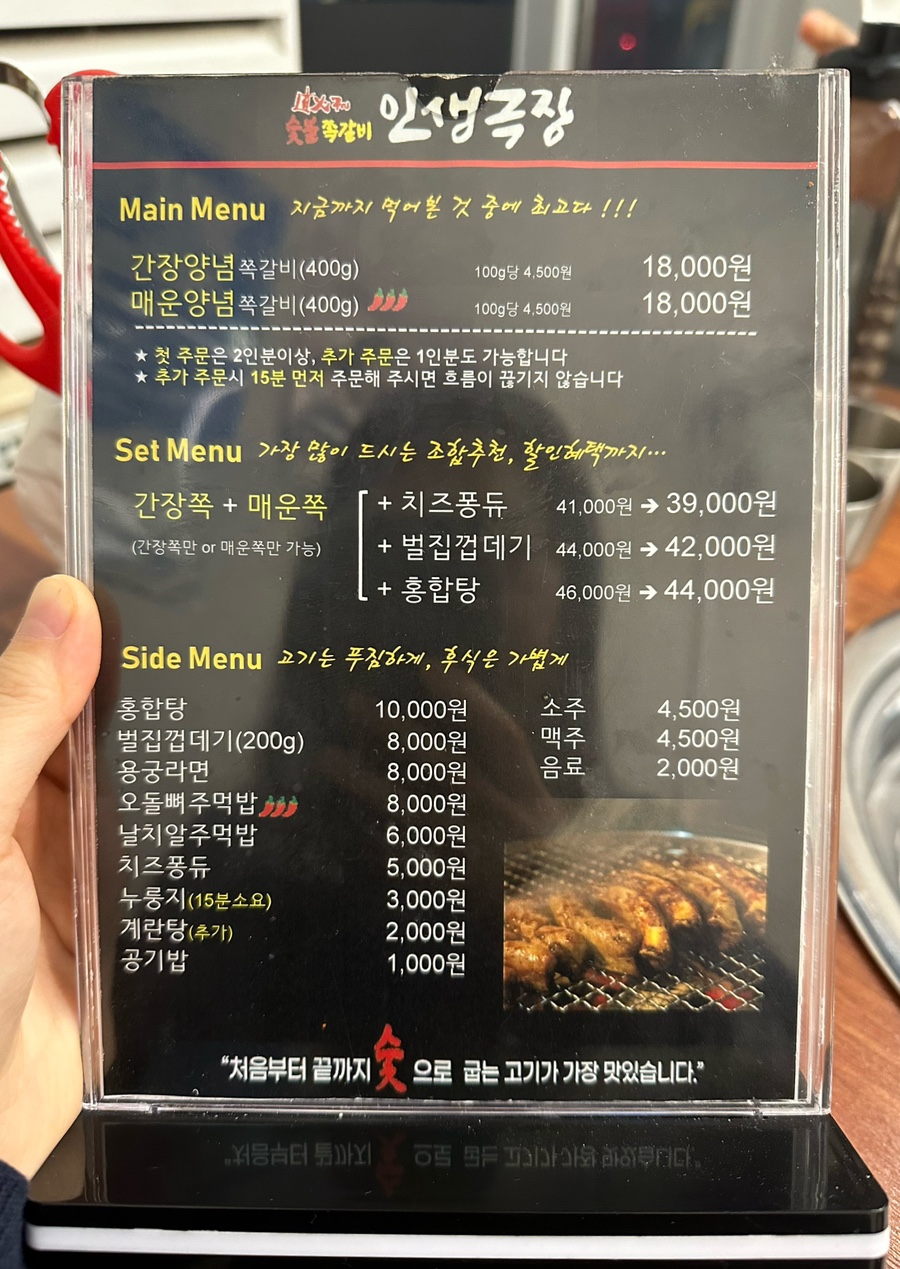 숯불 쪽갈비 인생극장
Main Menu 지금까지 먹어본 것 중에 최고다 !!!
간장양념쪽갈비(400g) 100g당 4,500원 18,000원
매운양념쪽갈비(400g) 100g당 4,500원 18,000원
★ 첫 주문은 2인분이상, 추가 주문은 1인분도 가능합니다
★ 추가 주문시 15분 먼저 주문해 주시면 흐름이 끊기지 않습니다
Set Menu 가장 많이 드시는 조합추천, 할인혜택까지...
간장쪽 + 매운쪽 + 치즈퐁듀 41,000원 ➔ 39,000원
(간장쪽만 or 매운쪽만 가능) + 벌집껍데기 44,000원 ➔ 42,000원
+ 홍합탕 46,000원 ➔ 44,000원
Side Menu 고기는 푸짐하게, 후식은 가볍게
홍합탕 10,000원
벌집껍데기(200g) 8,000원
용궁라면 8,000원
오돌뼈주먹밥 8,000원
날치알주먹밥 6,000원
치즈퐁듀 5,000원
누룽지(15분소요) 3,000원
계란탕(추가) 2,000원
공기밥 1,000원
소주 4,500원
맥주 4,500원
음료 2,000원
“처음부터 끝까지 숯으로 굽는 고기가 가장 맛있습니다.”